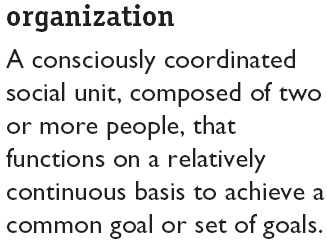 organization
A consciously coordinated
social unit, composed of two
or more people, that
functions on a relatively
continuous basis to achieve a
common goal or set of goals.